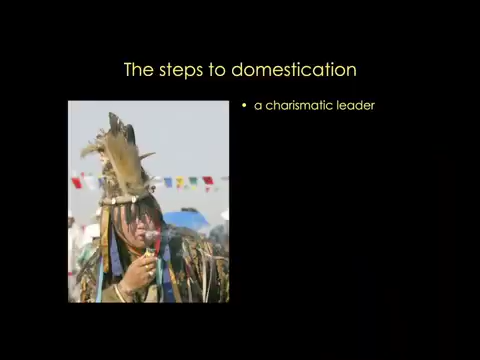 The steps to domestication
• a charismatic leader